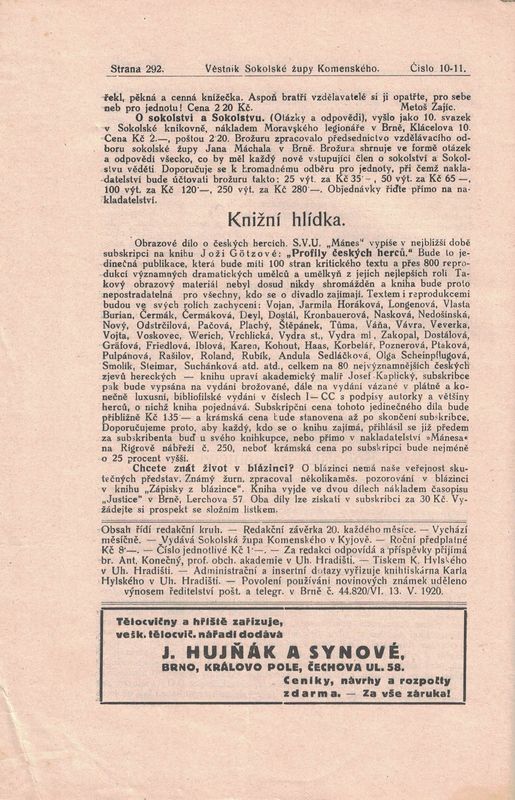 Strana 292. Věstník Sokolské župy Komenského. Číslo 10-11.
řekl, pěkná a cenná knížečka. Aspoň bratři vzdělavatelé si ji opatřte, pro sebe
neb pro jednotu! Cena 2 20 Kč. Metoš Zajíc.
O sokolství a Sokolstvu. (Otázky a odpovědi), vyšlo jako 10. svazek
v Sokolské knihovně, nákladem Moravského legionáře v Brně, Klácelova 10.
Cena Kč 2.—, poštou 2 20. Brožuru zpracovalo předsednictvo vzdělávacího od-
boru sokolské župy Jana Máchala v Brně. Brožura shrnuje ve formě otázek
a odpovědí všecko, co by měl každý nově vstupující člen o sokolství a Sokol-
stvu věděti Doporučuje se k hromadnému odběru pro jednoty, při čemž nakla-
datelství bude účtovati brožuru takto: 25 výt. za Kč 35 -, 50 výt. za Kč 65 —,
100 výt. za Kč 120·—, 250 výt. za Kč 280 —. Objednávky řiďte přímo na na-
kladatelství.
Knižní hlídka.
Obrazové dílo o českých hercích. S.V.U. „Mánes" vypíše v nejbližší době
subskripci na knihu Joži Götzové: „Profily českých herců." Bude to je-
dinečná publikace, která bude míti 100 stran kritického textu a přes 800 repro-
dukcí významných dramatických umělců a umělkyň z jejich nejlepších rolí Ta-
kový obrazový materiál nebyl dosud nikdy shromážděn a kniha bude proto
nepostradatelná pro všechny, kdo se o divadlo zajímají. Textem i reprodukcemi
budou ve svých rolích zachyceni: Vojan, Jarmila Horáková, Longenová, Vlasta
Burian, Čermák, Čermáková, Deyl, Dostál, Kronbauerová, Nasková, Nedošinská,
Nový, Odstrčilová, Pačová, Plachý, Štěpánek, Tůma, Váňa, Vávra, Veverka,
Vojta, Voskovec, Werich, Vrchlická, Vydra st., Vydra ml., Zakopal, Dostálová,
Gräfová, Friedlová, Iblová, Karen, Kohout, Haas, Korbelář, Poznerová, Ptaková,
Pulpánová, Rašilov, Roland, Rubík, Andula Sedláčková, Olga Scheinpflugová,
Smolík, Steimar, Suchánková atd. atd., celkem na 80 nejvýznamnějších českých
zjevů hereckých — knihu upraví akademický malíř Josef Kaplický, subskribce
pak bude vypsána na vydání brožované, dále na vydání vázané v plátně a ko-
nečně luxusní, bibliofilské vydání v číslech I—CC s podpisy autorky a většiny
herců, o nichž kniha pojednává. Subskripční cena tohoto jedinečného díla bude
přibližně Kč 135 — a krámská cena bude stanovena až po skončení subskribce.
Doporučujeme proto, aby každý, kdo se o knihu zajímá, přihlásil se již předem
za subskribenta buď u svého knihkupce, nebo přímo v nakladatelství »Mánesa«
na Rigrově nábřeží č. 250, neboť krámská cena po subskripci bude nejméně
o 25 procent vyšší.
Chcete znát život v blázinci? O blázinci nemá naše veřejnost sku-
tečných představ. Známý žurn. zpracoval několikaměs. pozorování v blázinci
v knihu „Zápisky z blázince". Kniha vyjde ve dvou dílech nákladem časopisu
„Justice" v Brně, Lerchova 57. Oba díly lze získati v subskribci za 30 Kč. Vy-
žádejte si prospekt se složním lístkem.
Obsah řídí redakční kruh. — Redakční závěrka 20. každého měsíce. — Vychází
měsíčně. — Vydává Sokolská župa Komenského v Kyjově. — Roční předplatné
Kč 8·—. — Číslo jednotlivé Kč 1·—. — Za redakci odpovídá a příspěvky přijímá
br. Ant. Konečný, prof. obch. akademie v Uh. Hradišti. — Tiskem K. Hylského
v Uh. Hradišti. — Administrační a insertní dotazy vyřizuje knihtiskárna Karla
Hylského v Uh. Hradišti. — Povolení používání novinových známek uděleno
výnosem ředitelství pošt. a telegr. v Brně č. 44.820/VI. 13. V. 1920.
Tělocvičny a hřiště zařizuje,
vešk. tělocvič. nářadí dodává
J. HUJŇÁK A SYNOVÉ,
BRNO, KRÁLOVO POLE, ČECHOVA UL. 58.
Ceníky, návrhy a rozpočty
zdarma. — Za vše záruka!